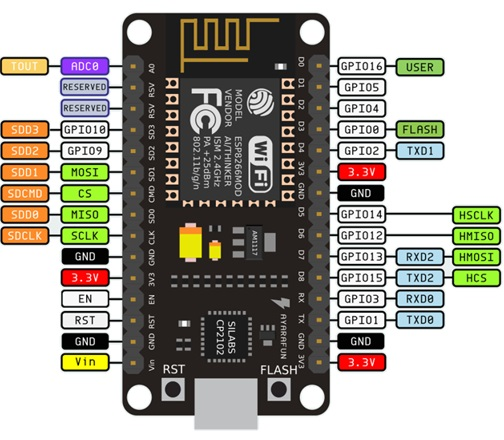 TOUT ADC0 A0 D0 GPIO16 USER
RESERVED RSV D1 GPIO5
RESERVED RSV D2 GPIO4
SDD3 GPIO10 SD3 D3 GPIO0 FLASH
SDD2 GPIO9 SD2 D4 GPIO2 TXD1
SDD1 MOSI SD1 3V3 3.3V
SDCMD CS CMD GND GND
SDD0 MISO SD0 D5 GPIO14 HSCLK
SDCLK SCLK CLK D6 GPIO12 HMISO
GND GND D7 GPIO13 RXD2 HMOSI
3.3V 3V3 D8 GPIO15 TXD2 HCS
EN EN RX GPIO3 RXD0
RST RST TX GPIO1 TXD0
GND GND GND GND
Vin Vin 3V3 3.3V
MODEL ESP8266MOD
VENDOR AI/THINKER
ISM 2.4GHz
PA +25dBm
802.11b/g/n
FC
Wi Fi
AM1117
SILABS
CP2102
AYARAFUN
RST
FLASH